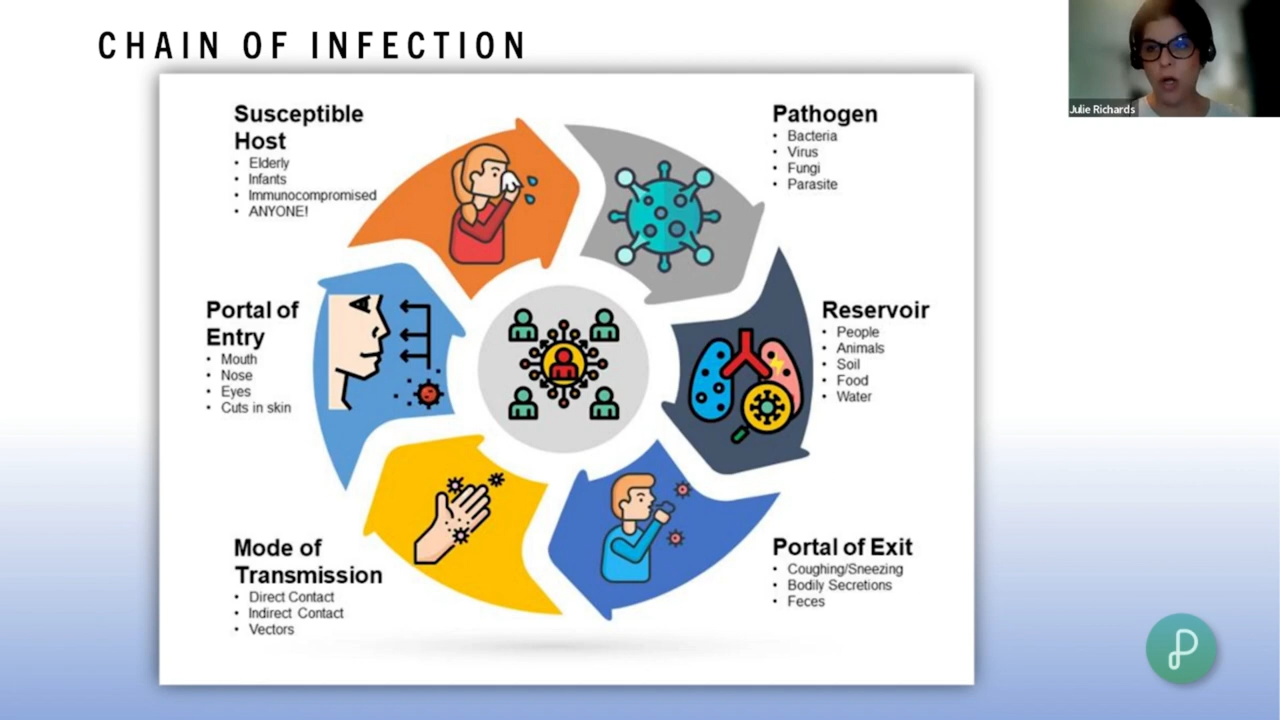 CHAIN OF INFECTION
Julie Richards
Susceptible
Host
• Elderly
• Infants
• Immunocompromised
• ANYONE!
Pathogen
• Bacteria
• Virus
• Fungi
• Parasite
Portal of
Entry
• Mouth
• Nose
• Eyes
• Cuts in skin
Reservoir
• People
• Animals
• Soil
• Food
• Water
Mode of
Transmission
• Direct Contact
• Indirect Contact
• Vectors
Portal of Exit
• Coughing/Sneezing
• Bodily Secretions
• Feces